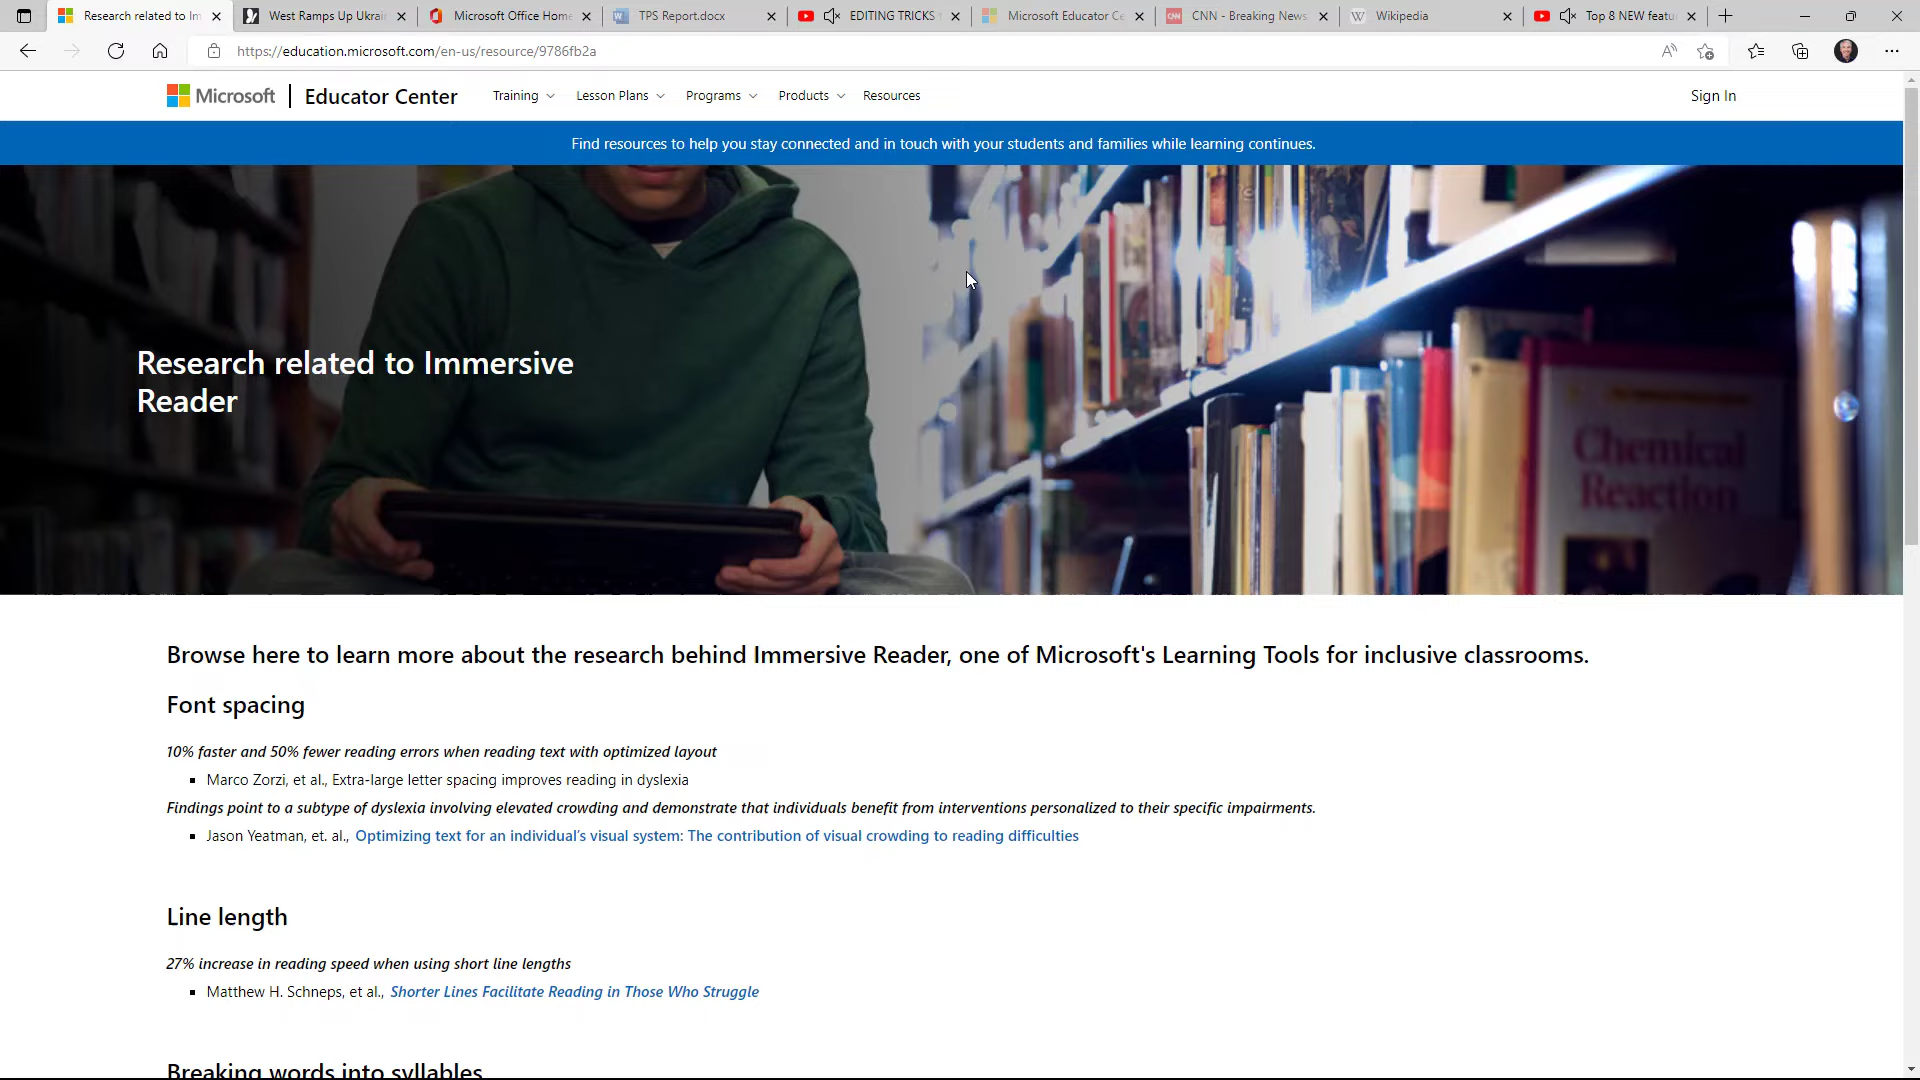 Research related to Im
West Ramps Up Ukrai
Microsoft Office Home
TPS Report.docx
EDITING TRICKS
Microsoft Educator Ce
CNN - Breaking News
Wikipedia
Top 8 NEW featu
https://education.microsoft.com/en-us/resource/9786fb2a
Microsoft
Educator Center
Training
Lesson Plans
Programs
Products
Resources
Sign In
Find resources to help you stay connected and in touch with your students and families while learning continues.
Research related to Immersive
Reader
Chemical
Reaction
Browse here to learn more about the research behind Immersive Reader, one of Microsoft's Learning Tools for inclusive classrooms.
Font spacing
10% faster and 50% fewer reading errors when reading text with optimized layout
Marco Zorzi, et al., Extra-large letter spacing improves reading in dyslexia
Findings point to a subtype of dyslexia involving elevated crowding and demonstrate that individuals benefit from interventions personalized to their specific impairments.
Jason Yeatman, et. al., Optimizing text for an individual's visual system: The contribution of visual crowding to reading difficulties
Line length
27% increase in reading speed when using short line lengths
Matthew H. Schneps, et al., Shorter Lines Facilitate Reading in Those Who Struggle
Breaking words into syllables